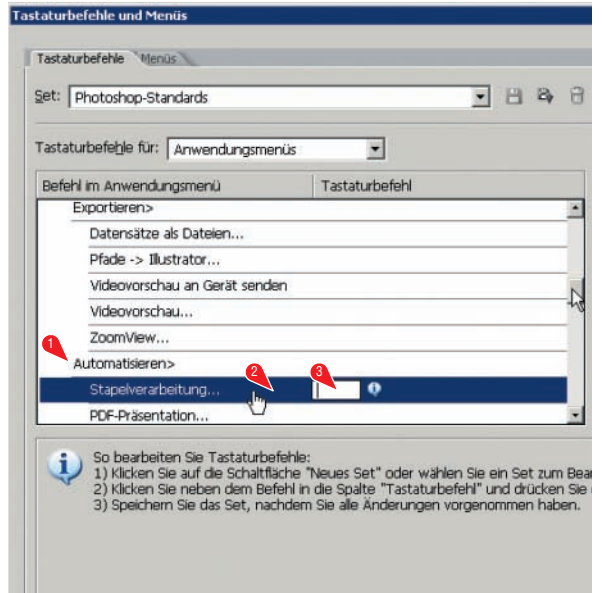 Tastaturbefehle und Menüs
Tastaturbefehle Menüs
Set: Photoshop-Standards
Tastaturbefehle für: Anwendungsmenüs
Befehl im Anwendungsmenü Tastaturbefehl
Exportieren>
Datensätze als Dateien...
Pfade -> Illustrator...
Videovorschau an Gerät senden
Videovorschau...
ZoomView...
1
Automatisieren>
2 3
Stapelverarbeitung...
PDF-Präsentation...
So bearbeiten Sie Tastaturbefehle:
1) Klicken Sie auf die Schaltfläche "Neues Set" oder wählen Sie ein Set zum Bear
2) Klicken Sie neben dem Befehl in die Spalte "Tastaturbefehl" und drücken Sie
3) Speichern Sie das Set, nachdem Sie alle Änderungen vorgenommen haben.